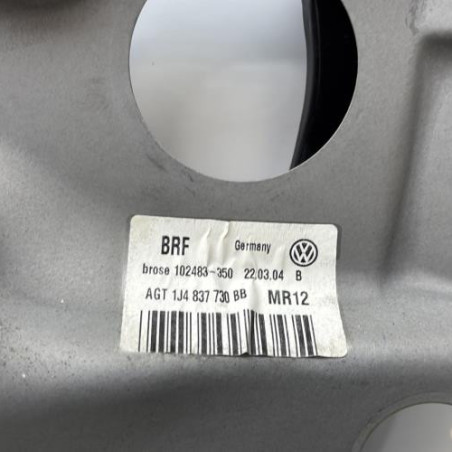 BRF Germany
brose 102483-350 22.03.04 B
AGT 1J4 837 730 BB MR12